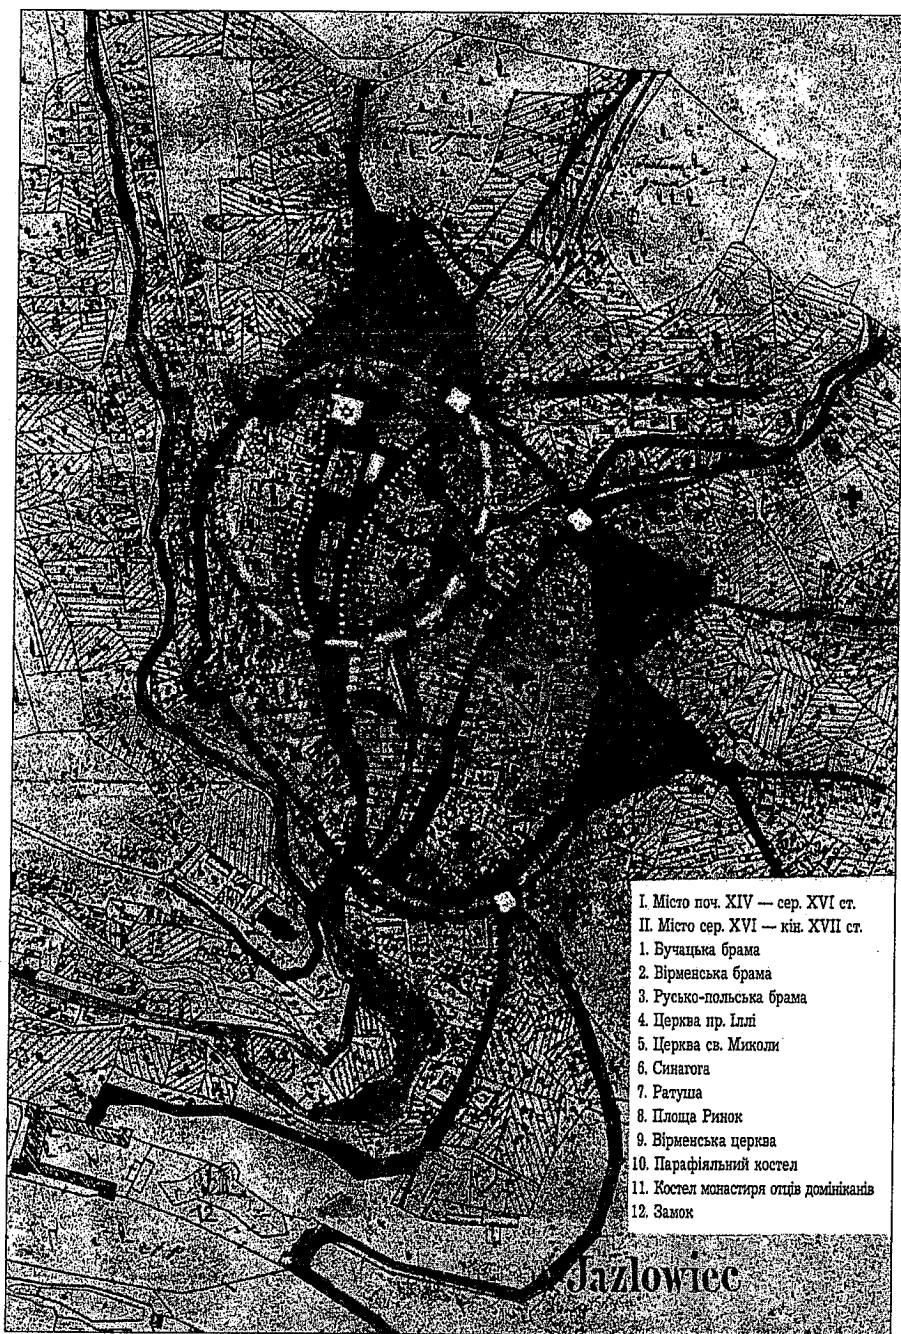 I. Місто поч. XIV — сер. XVI ст.
II. Місто сер. XVI — кін. XVII ст.
1. Бучацька брама
2. Вірменська брама
3. Русько-польська брама
4. Церква пр. Іллі
5. Церква св. Миколи
6. Синагога
7. Ратуша
8. Площа Ринок
9. Вірменська церква
10. Парафіяльний костел
11. Костел монастиря отців домініканів
12. Замок
12
Jazlowiec